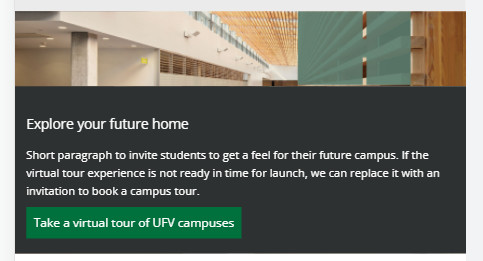 Explore your future home
Short paragraph to invite students to get a feel for their future campus. If the
virtual tour experience is not ready in time for launch, we can replace it with an
invitation to book a campus tour.
Take a virtual tour of UFV campuses